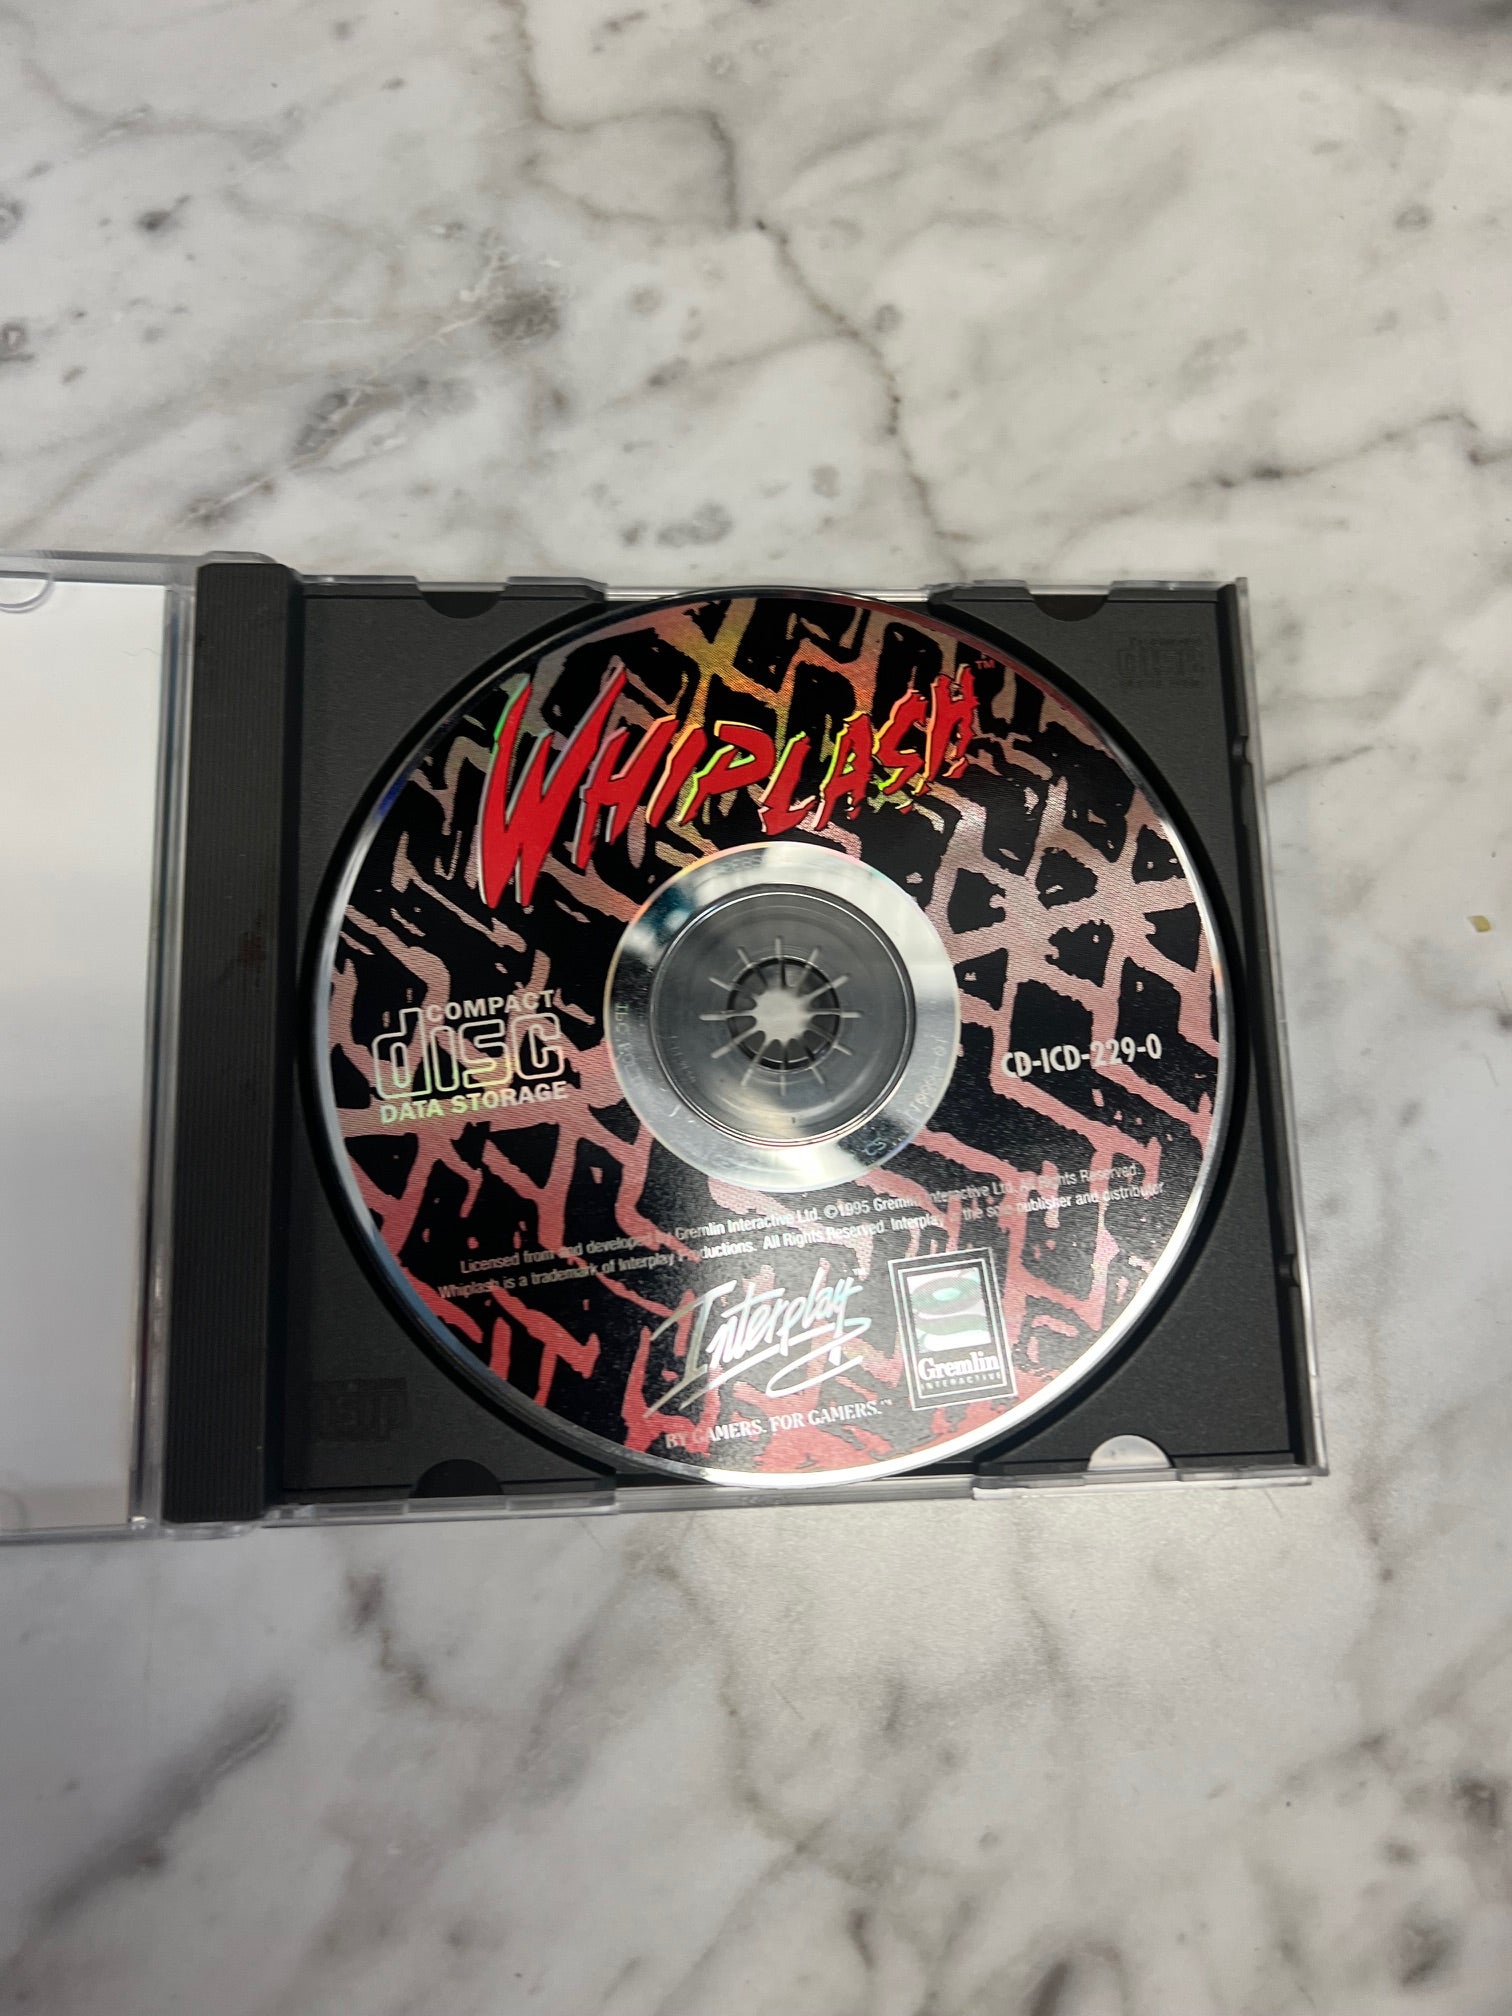 WHIPLASH™
COMPACT
disc
DATA STORAGE
CD-ICD-229-0
Licensed from and developed by Gremlin Interactive Ltd. ©1995 Gremlin Interactive Ltd. All Rights Reserved.
Whiplash is a trademark of Interplay Productions. All Rights Reserved. Interplay is the sole publisher and distributor.
Interplay
Gremlin
INTERACTIVE
BY GAMERS. FOR GAMERS.™